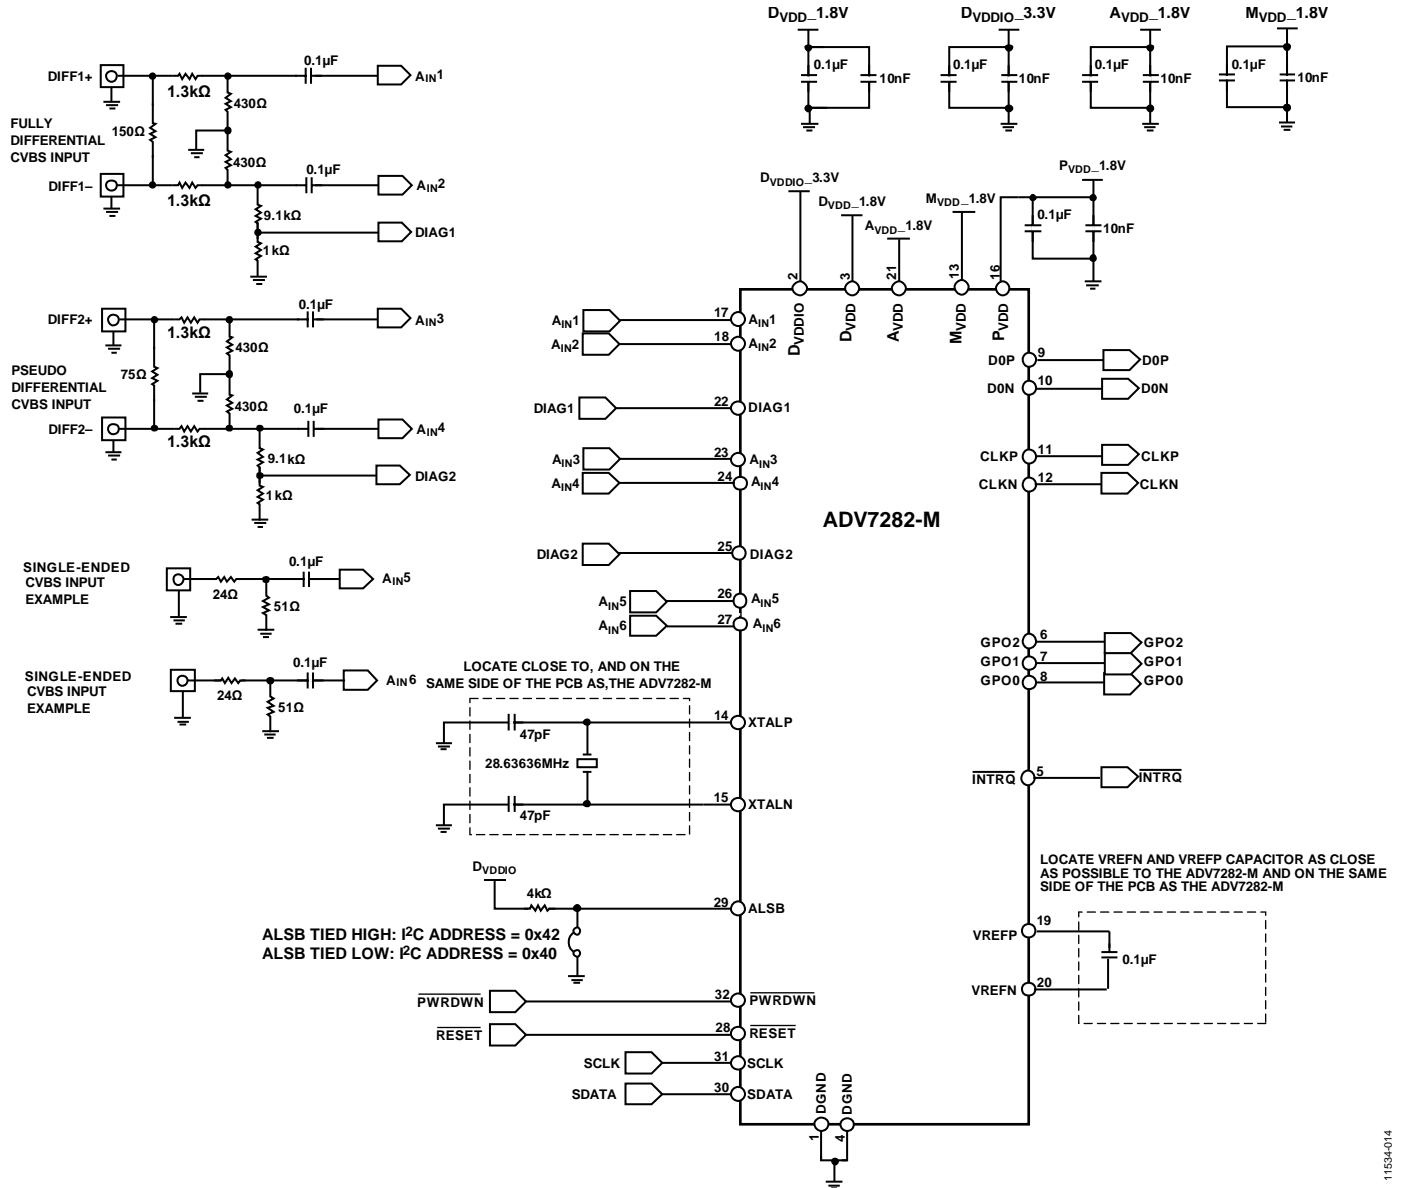 DVDD_1.8V
DVDDIO_3.3V
AVDD_1.8V
MVDD_1.8V
0.1µF
10nF
0.1µF
10nF
0.1µF
10nF
0.1µF
10nF
DIFF1+
1.3kΩ
0.1µF
AIN1
430Ω
FULLY
DIFFERENTIAL
CVBS INPUT
150Ω
430Ω
DIFF1–
1.3kΩ
0.1µF
AIN2
9.1kΩ
DIAG1
1kΩ
DIFF2+
1.3kΩ
0.1µF
AIN3
430Ω
PSEUDO
DIFFERENTIAL
CVBS INPUT
75Ω
430Ω
DIFF2–
1.3kΩ
0.1µF
AIN4
9.1kΩ
DIAG2
1kΩ
SINGLE-ENDED
CVBS INPUT
EXAMPLE
24Ω
0.1µF
51Ω
AIN5
SINGLE-ENDED
CVBS INPUT
EXAMPLE
24Ω
0.1µF
51Ω
AIN6
DVDDIO_3.3V
DVDD_1.8V
AVDD_1.8V
MVDD_1.8V
PVDD_1.8V
0.1µF
10nF
2
3
21
13
16
DVDDIO
DVDD
AVDD
MVDD
PVDD
AIN1 17 AIN1
AIN2 18 AIN2
DIAG1 22 DIAG1
AIN3 23 AIN3
AIN4 24 AIN4
DIAG2 25 DIAG2
AIN5 26 AIN5
AIN6 27 AIN6
ADV7282-M
D0P 9 D0P
D0N 10 D0N
CLKP 11 CLKP
CLKN 12 CLKN
GPO2 6 GPO2
GPO1 7 GPO1
GPO0 8 GPO0
INTRQ 5 INTRQ
LOCATE CLOSE TO, AND ON THE
SAME SIDE OF THE PCB AS,THE ADV7282-M
47pF
14 XTALP
28.63636MHz
47pF
15 XTALN
DVDDIO
4kΩ
29 ALSB
ALSB TIED HIGH: I2C ADDRESS = 0x42
ALSB TIED LOW: I2C ADDRESS = 0x40
LOCATE VREFN AND VREFP CAPACITOR AS CLOSE
AS POSSIBLE TO THE ADV7282-M AND ON THE SAME
SIDE OF THE PCB AS THE ADV7282-M
VREFP 19
0.1µF
VREFN 20
PWRDWN 32 PWRDWN
RESET 28 RESET
SCLK 31 SCLK
SDATA 30 SDATA
DGND
DGND
1
4
11534-014